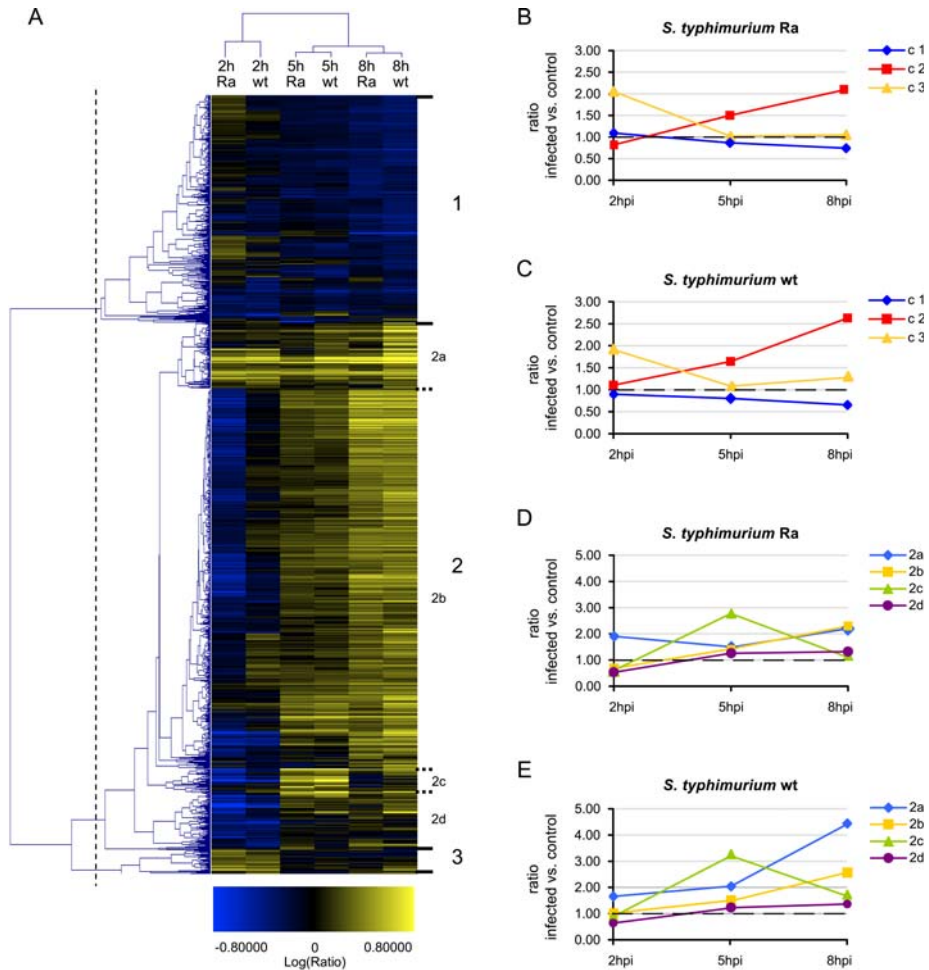 A
2h 2h 5h 5h 8h 8h
Ra wt Ra wt Ra wt
1
2a
2
2b
2c
2d
3
-0.80000 0 0.80000
Log(Ratio)
B
S. typhimurium Ra
ratio
infected vs. control
3.00
2.50
2.00
1.50
1.00
0.50
0.00
2hpi 5hpi 8hpi
c 1
c 2
c 3
C
S. typhimurium wt
ratio
infected vs. control
3.00
2.50
2.00
1.50
1.00
0.50
0.00
2hpi 5hpi 8hpi
c 1
c 2
c 3
D
S. typhimurium Ra
ratio
infected vs. control
5.00
4.00
3.00
2.00
1.00
0.00
2hpi 5hpi 8hpi
2a
2b
2c
2d
E
S. typhimurium wt
ratio
infected vs. control
5.00
4.00
3.00
2.00
1.00
0.00
2hpi 5hpi 8hpi
2a
2b
2c
2d